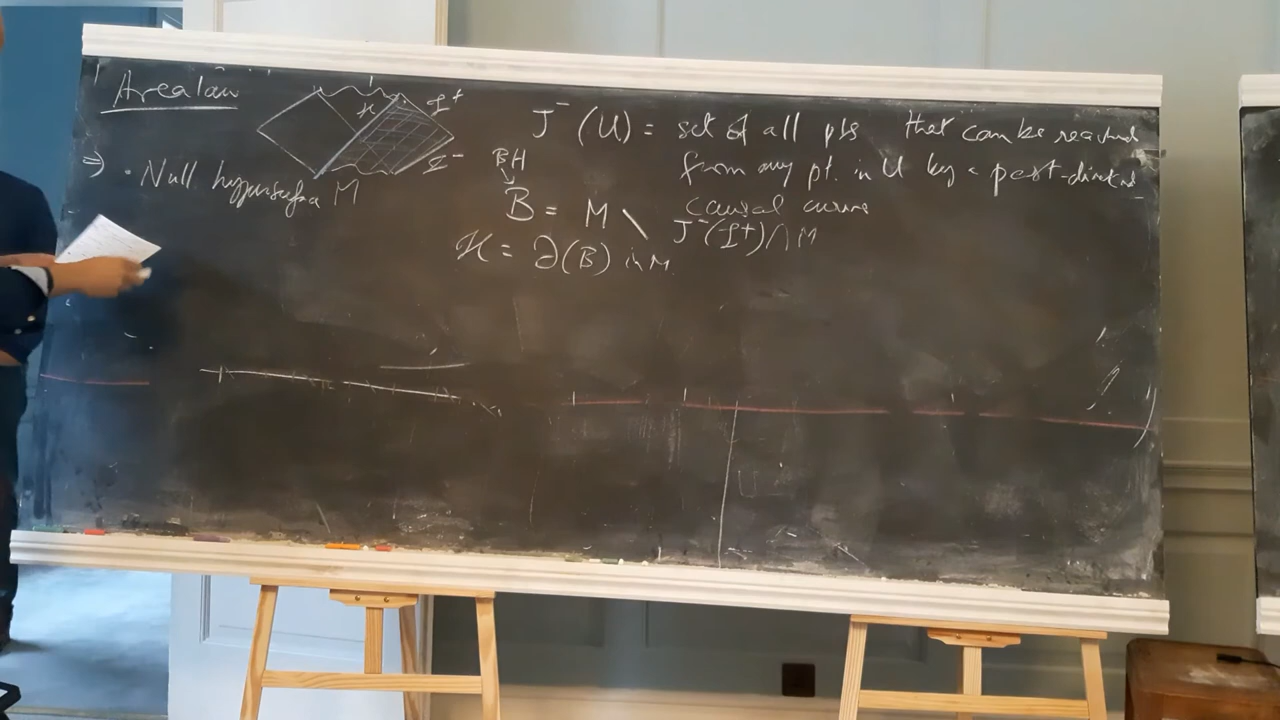 Area law
H
I⁺
I⁻
⇒ · Null hypersurface M
J⁻(U) = set of all pts that can be reached
from any pt. in U by a past-directed
causal curve
BH
B = M \ J⁻(I⁺) ∩ M
H = ∂(B) in M